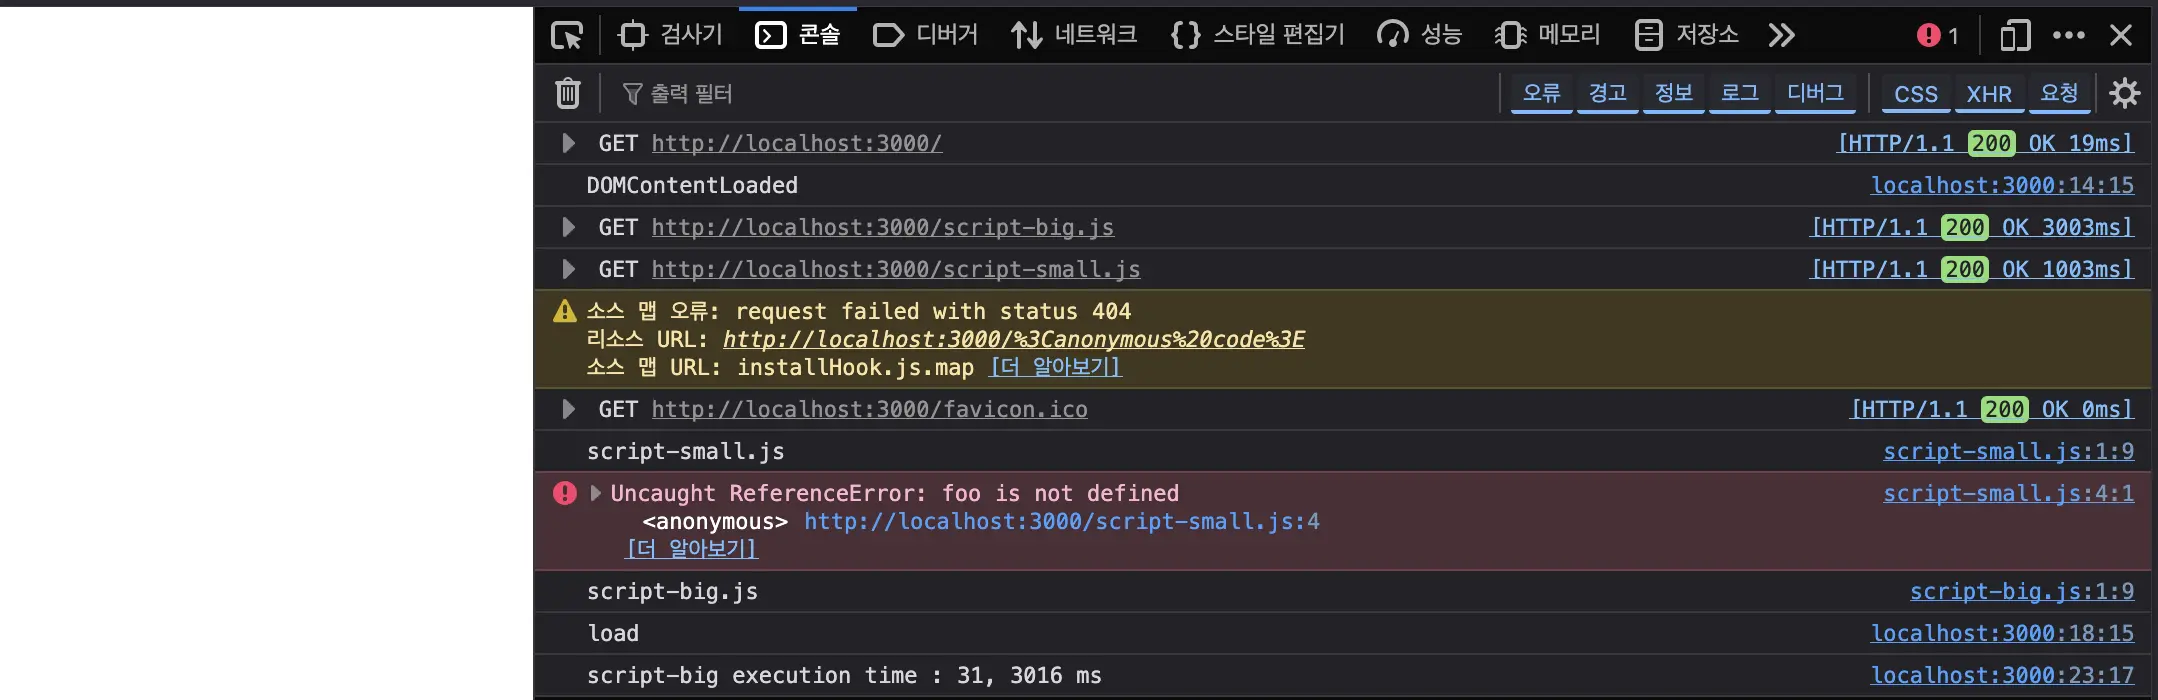 검사기 콘솔 디버거 네트워크 스타일 편집기 성능 메모리 저장소 1
출력 필터 오류 경고 정보 로그 디버그 CSS XHR 요청
GET http://localhost:3000/ [HTTP/1.1 200 OK 19ms]
DOMContentLoaded localhost:3000:14:15
GET http://localhost:3000/script-big.js [HTTP/1.1 200 OK 3003ms]
GET http://localhost:3000/script-small.js [HTTP/1.1 200 OK 1003ms]
소스 맵 오류: request failed with status 404
리소스 URL: http://localhost:3000/%3Canonymous%20code%3E
소스 맵 URL: installHook.js.map [더 알아보기]
GET http://localhost:3000/favicon.ico [HTTP/1.1 200 OK 0ms]
script-small.js script-small.js:1:9
Uncaught ReferenceError: foo is not defined script-small.js:4:1
<anonymous> http://localhost:3000/script-small.js:4
[더 알아보기]
script-big.js script-big.js:1:9
load localhost:3000:18:15
script-big execution time : 31, 3016 ms localhost:3000:23:17